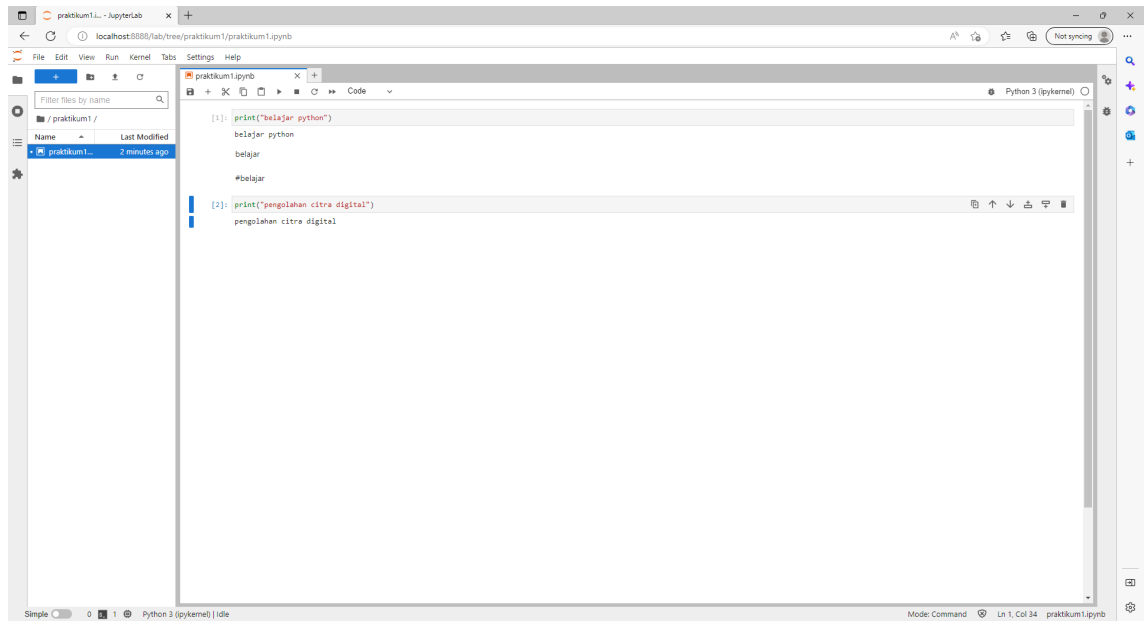 praktikum1.i... - JupyterLab
localhost:8888/lab/tree/praktikum1/praktikum1.ipynb
Not syncing
File Edit View Run Kernel Tabs Settings Help
praktikum1.ipynb
Code
Python 3 (ipykernel)
Filter files by name
/ praktikum1 /
Name Last Modified
praktikum1... 2 minutes ago
[1]: print("belajar python")
belajar python
belajar
#belajar
[2]: print("pengolahan citra digital")
pengolahan citra digital
Simple 0 1 Python 3 (ipykernel) | Idle Mode: Command Ln 1, Col 34 praktikum1.ipynb